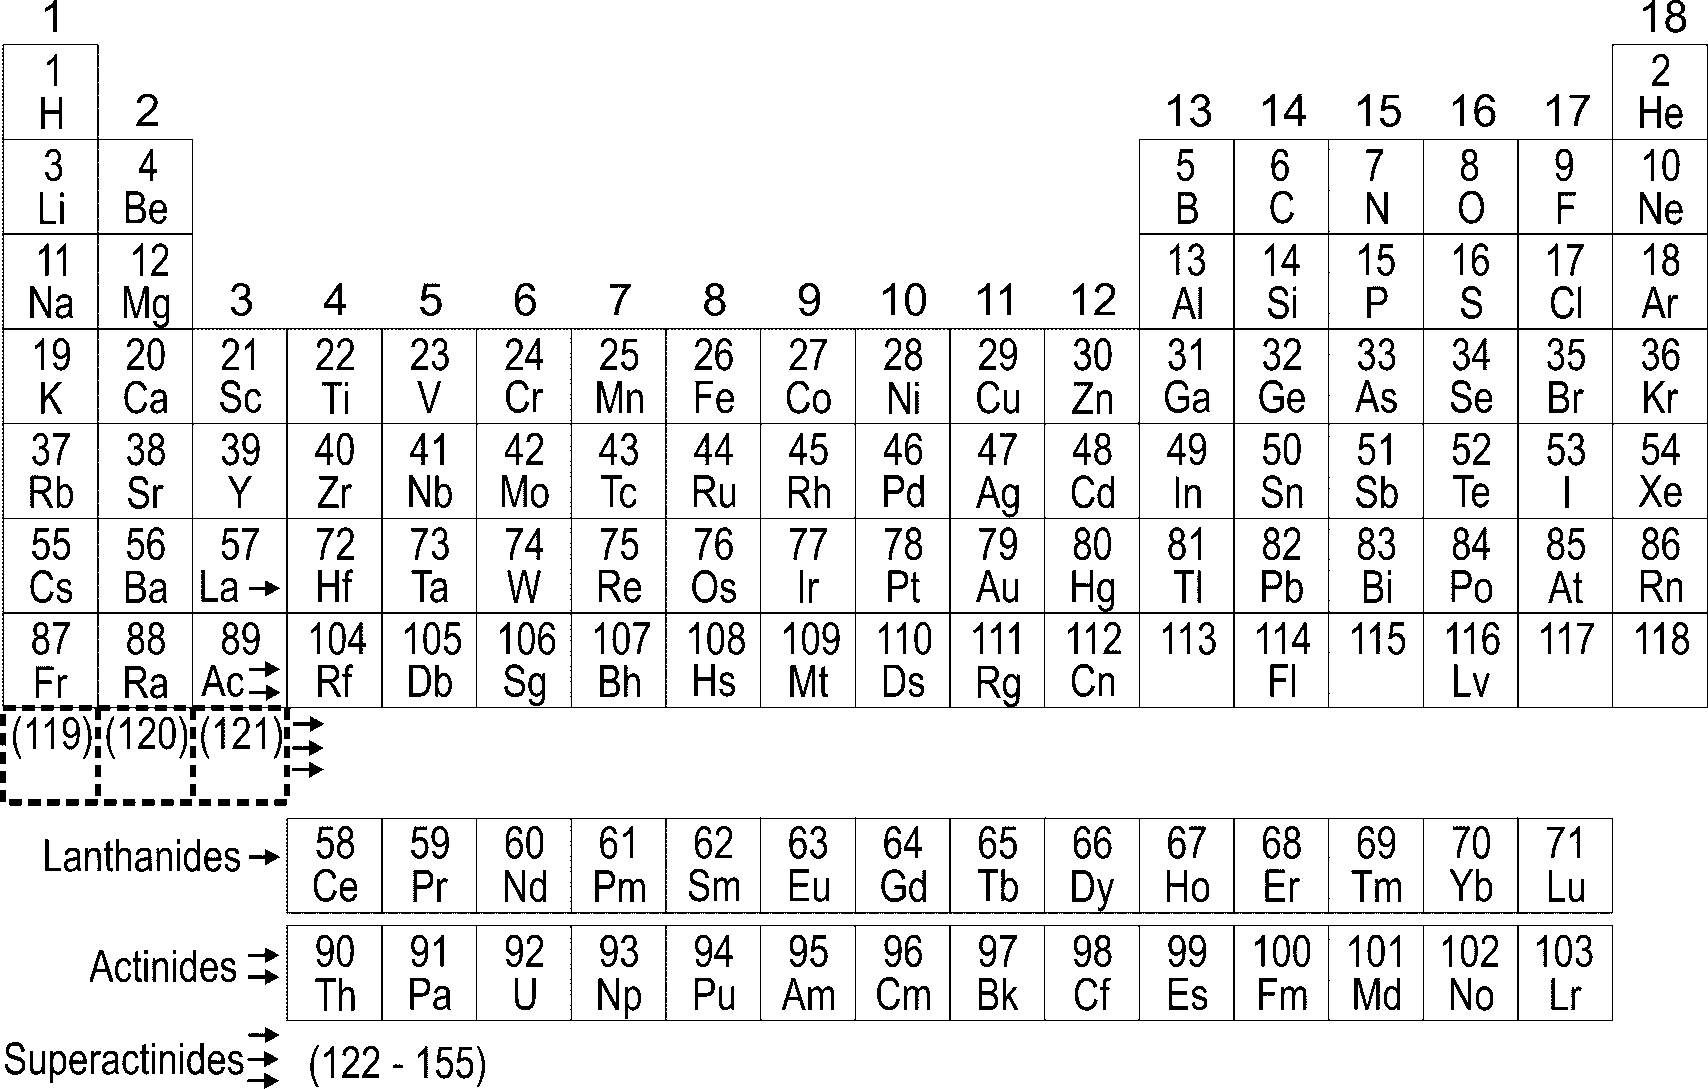 1 18
1 2
H 2 13 14 15 16 17 He
3 4 5 6 7 8 9 10
Li Be B C N O F Ne
11 12 13 14 15 16 17 18
Na Mg 3 4 5 6 7 8 9 10 11 12 Al Si P S Cl Ar
19 20 21 22 23 24 25 26 27 28 29 30 31 32 33 34 35 36
K Ca Sc Ti V Cr Mn Fe Co Ni Cu Zn Ga Ge As Se Br Kr
37 38 39 40 41 42 43 44 45 46 47 48 49 50 51 52 53 54
Rb Sr Y Zr Nb Mo Tc Ru Rh Pd Ag Cd In Sn Sb Te I Xe
55 56 57 72 73 74 75 76 77 78 79 80 81 82 83 84 85 86
Cs Ba La → Hf Ta W Re Os Ir Pt Au Hg Tl Pb Bi Po At Rn
87 88 89 104 105 106 107 108 109 110 111 112 113 114 115 116 117 118
Fr Ra Ac Rf Db Sg Bh Hs Mt Ds Rg Cn Fl Lv
(119) (120) (121)
58 59 60 61 62 63 64 65 66 67 68 69 70 71
Lanthanides → Ce Pr Nd Pm Sm Eu Gd Tb Dy Ho Er Tm Yb Lu
90 91 92 93 94 95 96 97 98 99 100 101 102 103
Actinides Th Pa U Np Pu Am Cm Bk Cf Es Fm Md No Lr
Superactinides (122 - 155)